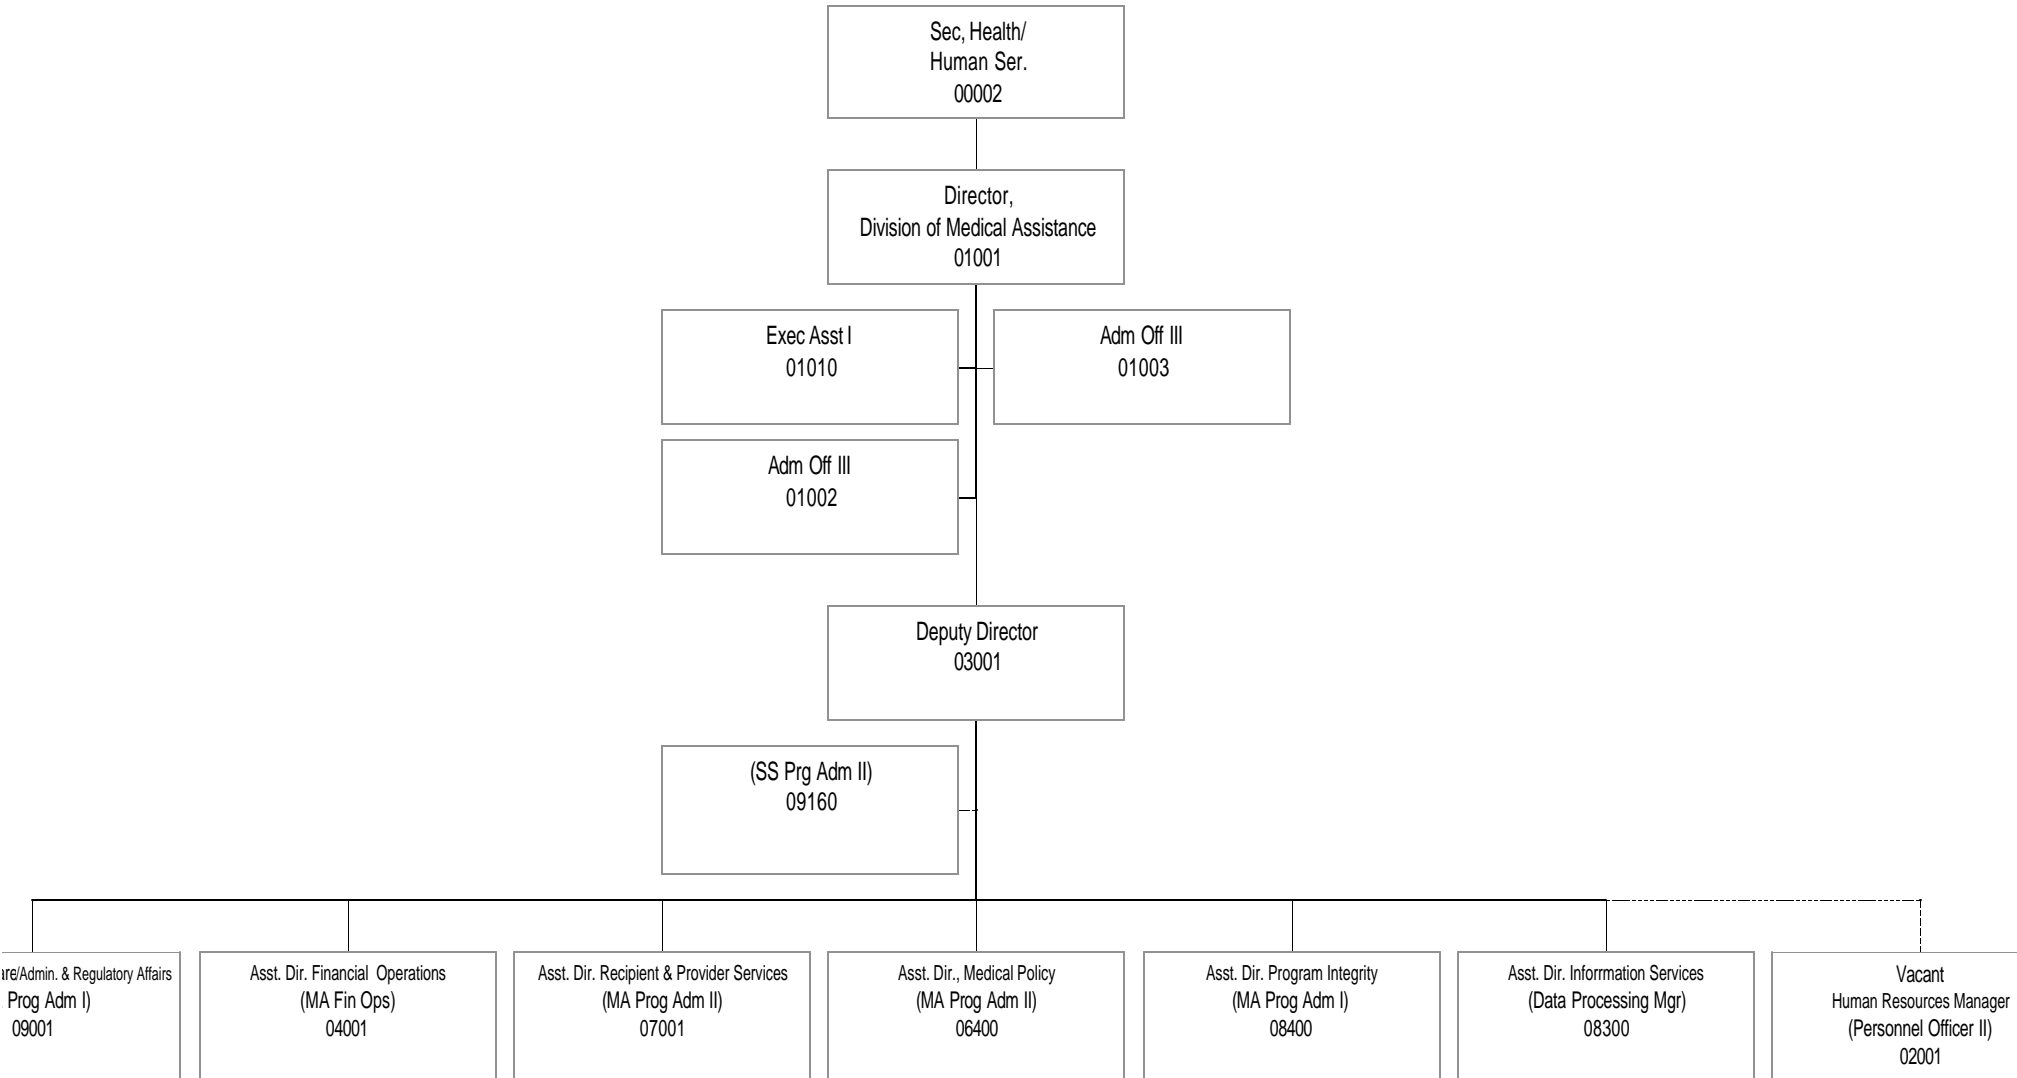 Sec, Health/
Human Ser.
00002
Director,
Division of Medical Assistance
01001
Exec Asst I
01010
Adm Off III
01003
Adm Off III
01002
Deputy Director
03001
(SS Prg Adm II)
09160
/Admin. & Regulatory Affairs
Prog Adm I)
09001
Asst. Dir. Financial Operations
(MA Fin Ops)
04001
Asst. Dir. Recipient & Provider Services
(MA Prog Adm II)
07001
Asst. Dir., Medical Policy
(MA Prog Adm II)
06400
Asst. Dir. Program Integrity
(MA Prog Adm I)
08400
Asst. Dir. Inforrmation Services
(Data Processing Mgr)
08300
Vacant
Human Resources Manager
(Personnel Officer II)
02001